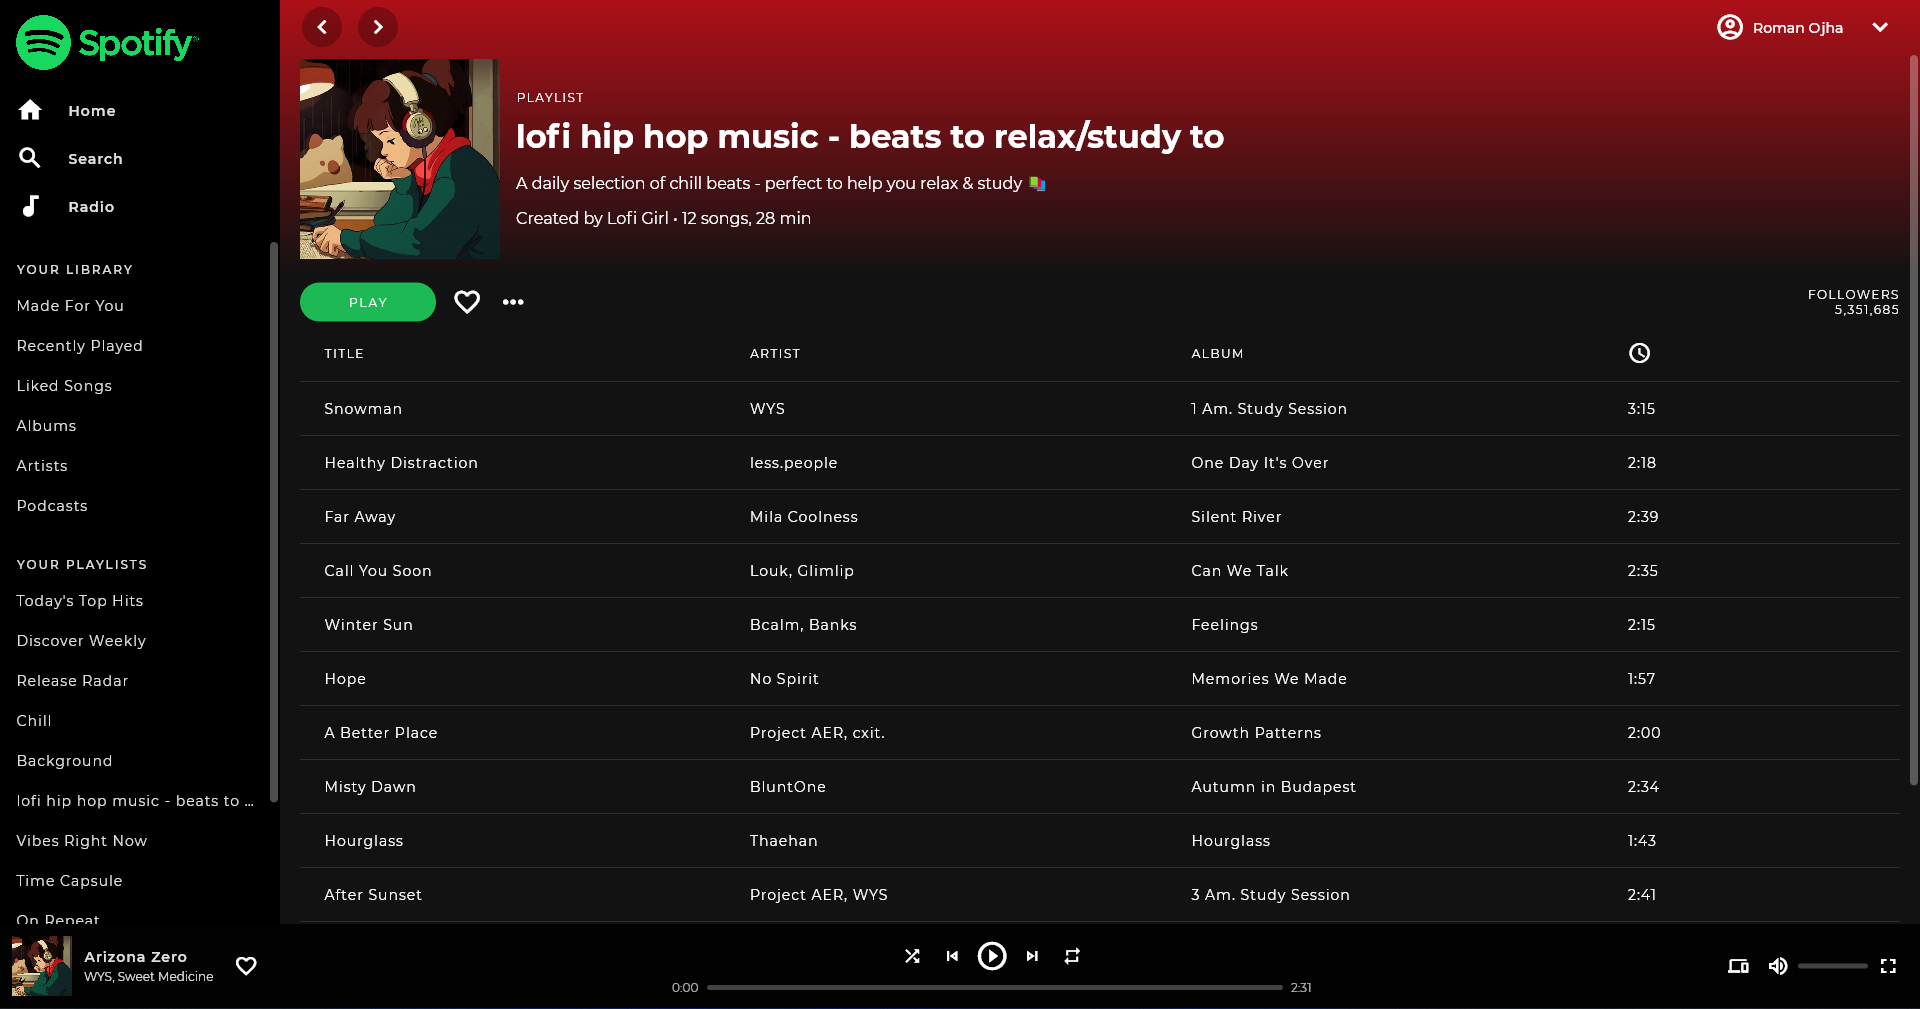 Spotify
Home
Search
Radio
YOUR LIBRARY
Made For You
Recently Played
Liked Songs
Albums
Artists
Podcasts
YOUR PLAYLISTS
Today's Top Hits
Discover Weekly
Release Radar
Chill
Background
lofi hip hop music - beats to ...
Vibes Right Now
Time Capsule
On Repeat
Roman Ojha
PLAYLIST
lofi hip hop music - beats to relax/study to
A daily selection of chill beats - perfect to help you relax & study
Created by Lofi Girl • 12 songs, 28 min
PLAY
FOLLOWERS
5,351,685
TITLE ARTIST ALBUM
Snowman WYS 1 Am. Study Session 3:15
Healthy Distraction less.people One Day It's Over 2:18
Far Away Mila Coolness Silent River 2:39
Call You Soon Louk, Glimlip Can We Talk 2:35
Winter Sun Bcalm, Banks Feelings 2:15
Hope No Spirit Memories We Made 1:57
A Better Place Project AER, cxit. Growth Patterns 2:00
Misty Dawn BluntOne Autumn in Budapest 2:34
Hourglass Thaehan Hourglass 1:43
After Sunset Project AER, WYS 3 Am. Study Session 2:41
Arizona Zero
WYS, Sweet Medicine
0:00 2:31